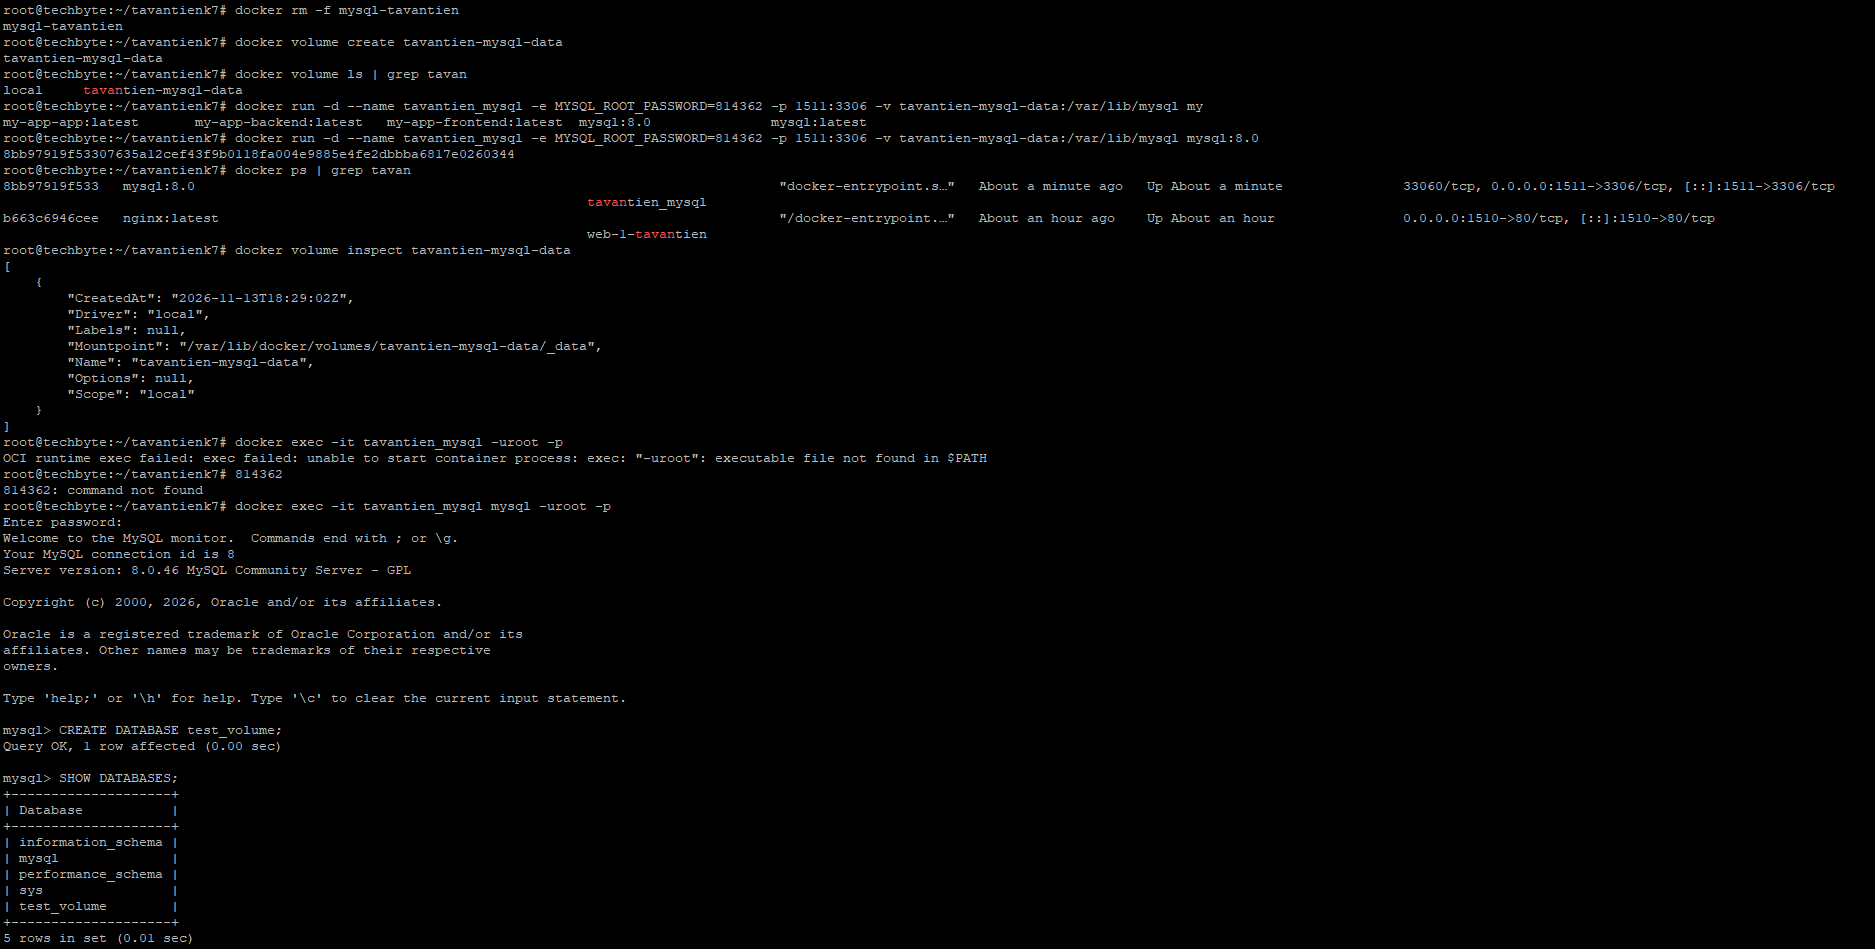 root@techbyte:~/tavantienk7# docker rm -f mysql-tavantien
mysql-tavantien
root@techbyte:~/tavantienk7# docker volume create tavantien-mysql-data
tavantien-mysql-data
root@techbyte:~/tavantienk7# docker volume ls | grep tavan
local     tavantien-mysql-data
root@techbyte:~/tavantienk7# docker run -d --name tavantien_mysql -e MYSQL_ROOT_PASSWORD=814362 -p 1511:3306 -v tavantien-mysql-data:/var/lib/mysql my
my-app-app:latest       my-app-backend:latest   my-app-frontend:latest  mysql:8.0               mysql:latest
root@techbyte:~/tavantienk7# docker run -d --name tavantien_mysql -e MYSQL_ROOT_PASSWORD=814362 -p 1511:3306 -v tavantien-mysql-data:/var/lib/mysql mysql:8.0
8bb97919f53307635a12cef43f9b0118fa004e9885e4fe2dbbba6817e0260344
root@techbyte:~/tavantienk7# docker ps | grep tavan
8bb97919f533   mysql:8.0   "docker-entrypoint.s…"   About a minute ago   Up About a minute   33060/tcp, 0.0.0.0:1511->3306/tcp, [::]:1511->3306/tcp
tavantien_mysql
b663c6946cee   nginx:latest   "/docker-entrypoint.…"   About an hour ago   Up About an hour   0.0.0.0:1510->80/tcp, [::]:1510->80/tcp
web-1-tavantien
root@techbyte:~/tavantienk7# docker volume inspect tavantien-mysql-data
[
    {
        "CreatedAt": "2026-11-13T18:29:02Z",
        "Driver": "local",
        "Labels": null,
        "Mountpoint": "/var/lib/docker/volumes/tavantien-mysql-data/_data",
        "Name": "tavantien-mysql-data",
        "Options": null,
        "Scope": "local"
    }
]
root@techbyte:~/tavantienk7# docker exec -it tavantien_mysql -uroot -p
OCI runtime exec failed: exec failed: unable to start container process: exec: "-uroot": executable file not found in $PATH
root@techbyte:~/tavantienk7# 814362
814362: command not found
root@techbyte:~/tavantienk7# docker exec -it tavantien_mysql mysql -uroot -p
Enter password:
Welcome to the MySQL monitor.  Commands end with ; or \g.
Your MySQL connection id is 8
Server version: 8.0.46 MySQL Community Server - GPL

Copyright (c) 2000, 2026, Oracle and/or its affiliates.

Oracle is a registered trademark of Oracle Corporation and/or its
affiliates. Other names may be trademarks of their respective
owners.

Type 'help;' or '\h' for help. Type '\c' to clear the current input statement.

mysql> CREATE DATABASE test_volume;
Query OK, 1 row affected (0.00 sec)

mysql> SHOW DATABASES;
+--------------------+
| Database           |
+--------------------+
| information_schema |
| mysql              |
| performance_schema |
| sys                |
| test_volume        |
+--------------------+
5 rows in set (0.01 sec)